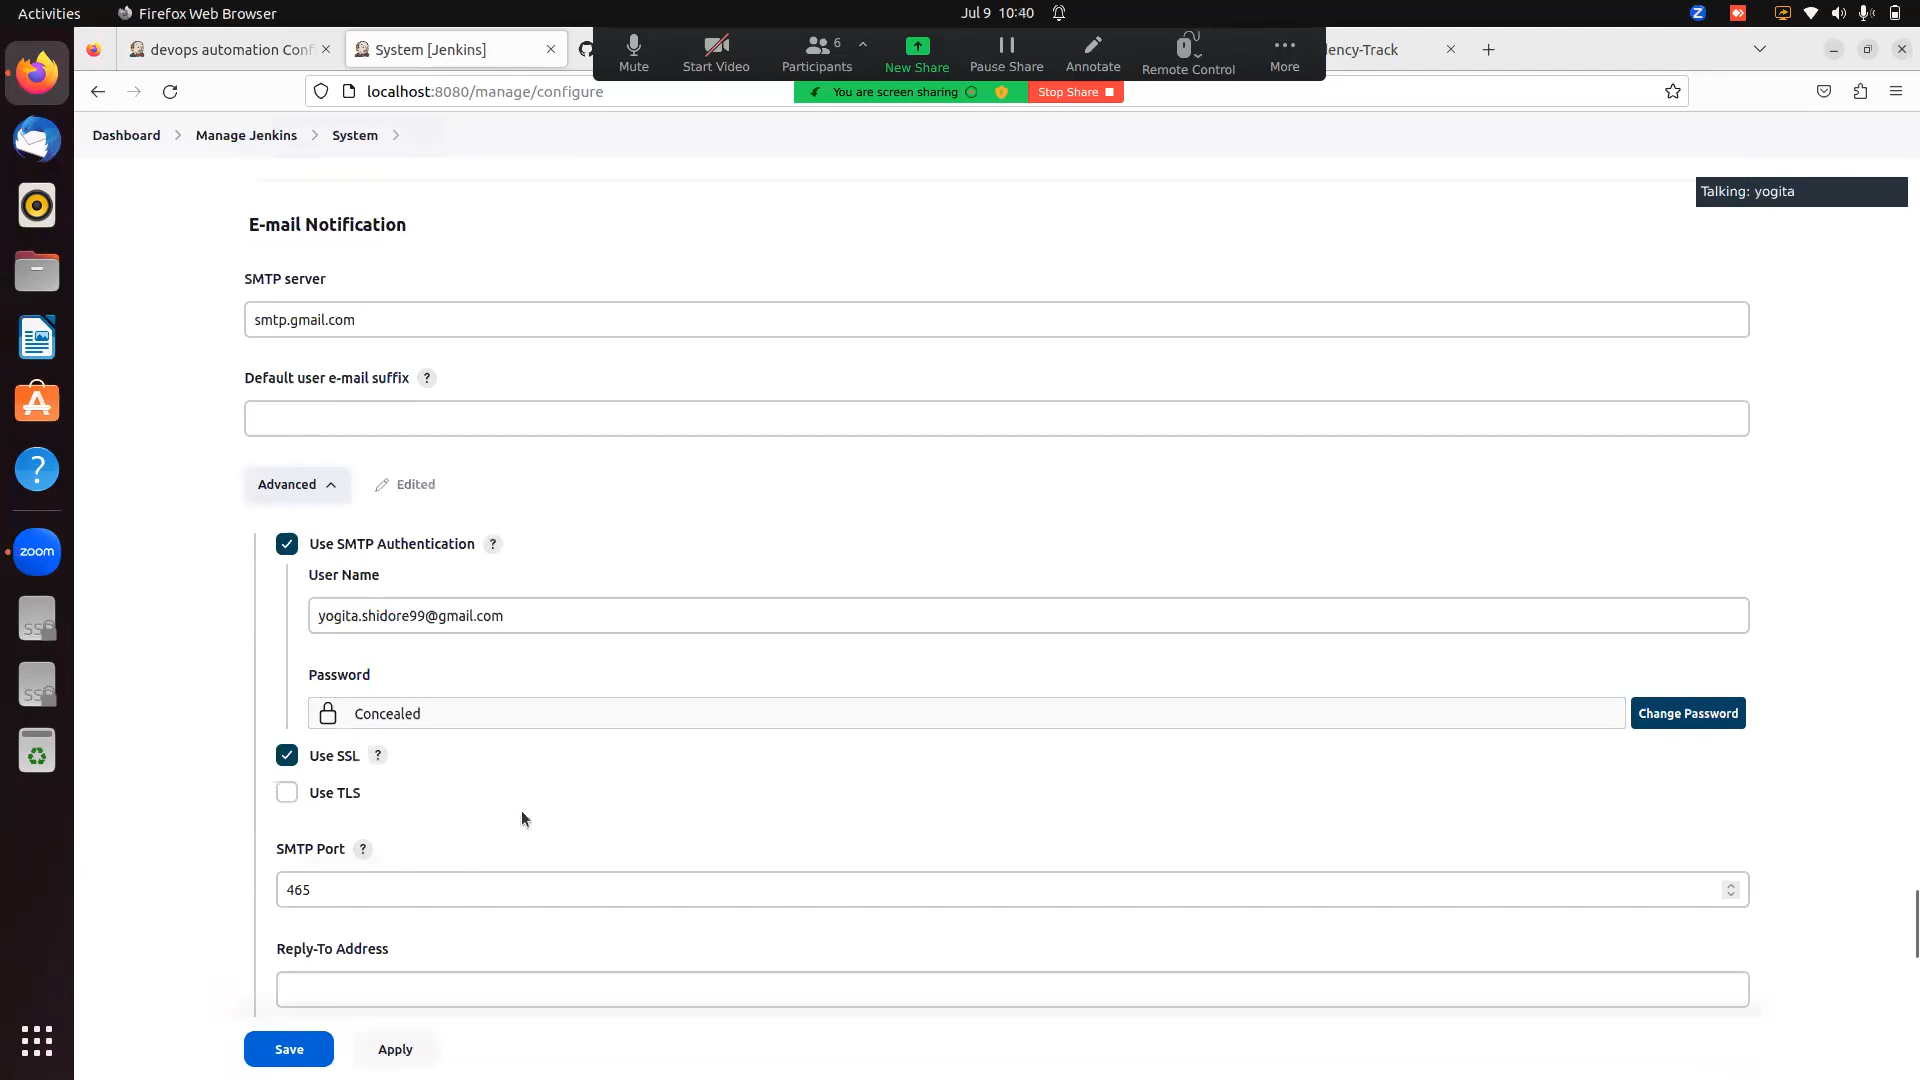 Activities
Firefox Web Browser
Jul 9 10:40
devops automation Conf
System [Jenkins]
lency-Track
Mute
Start Video
Participants
6
New Share
Pause Share
Annotate
Remote Control
More
localhost:8080/manage/configure
You are screen sharing
Stop Share
Dashboard
Manage Jenkins
System
Talking: yogita
E-mail Notification
SMTP server
smtp.gmail.com
Default user e-mail suffix ?
Advanced
Edited
Use SMTP Authentication ?
User Name
yogita.shidore99@gmail.com
Password
Concealed
Change Password
Use SSL ?
Use TLS
SMTP Port ?
465
Reply-To Address
Save
Apply
zoom
SSD
SSD
Z